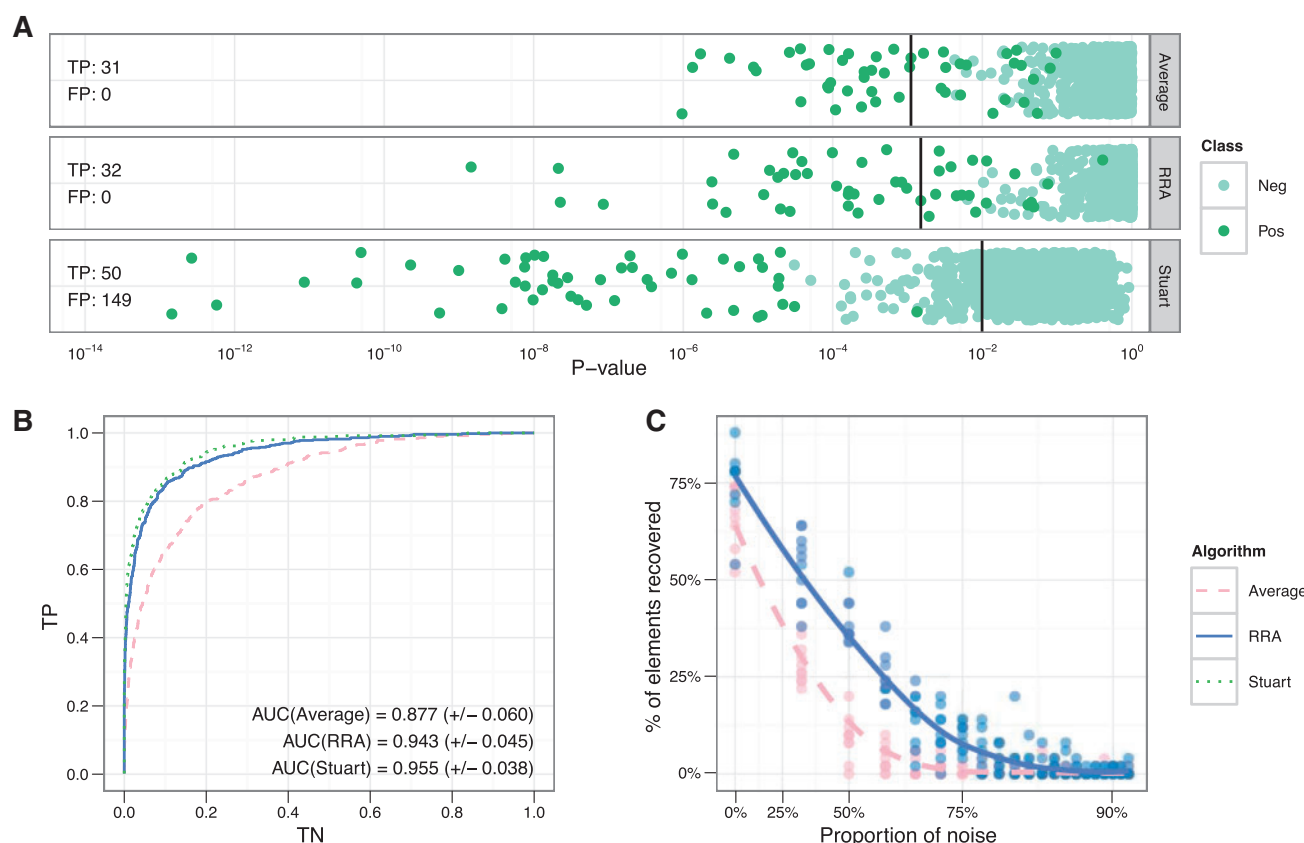 A
TP: 31
FP: 0
Average
TP: 32
FP: 0
RRA
TP: 50
FP: 149
Stuart
10−14 10−12 10−10 10−8 10−6 10−4 10−2 100
P−value
Class
Neg
Pos
B
1.0
0.8
0.6
0.4
0.2
0.0
TP
AUC(Average) = 0.877 (+/− 0.060)
AUC(RRA) = 0.943 (+/− 0.045)
AUC(Stuart) = 0.955 (+/− 0.038)
0.0 0.2 0.4 0.6 0.8 1.0
TN
C
75%
50%
25%
0%
% of elements recovered
0% 25% 50% 75% 90%
Proportion of noise
Algorithm
Average
RRA
Stuart